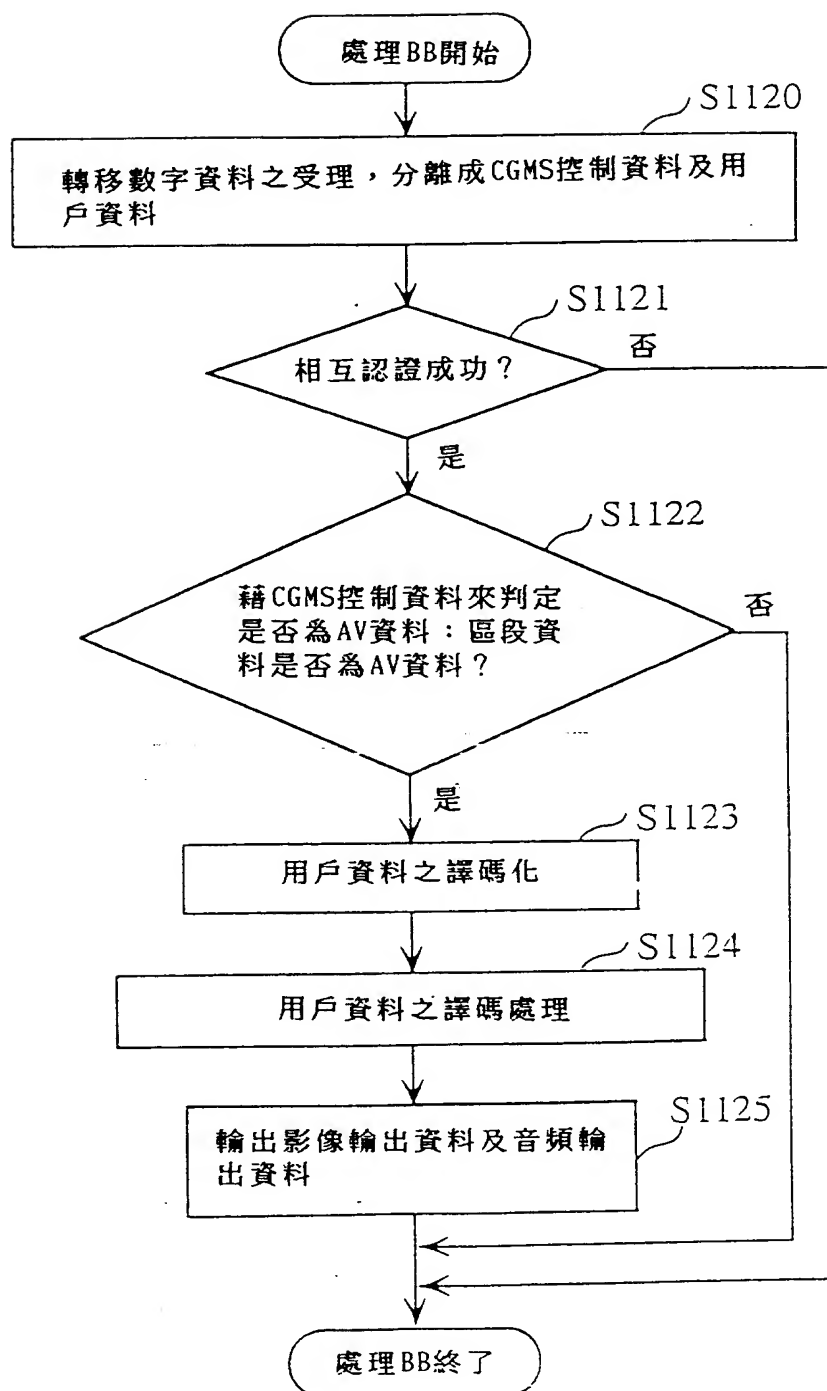 處理BB開始
S1120
轉移數字資料之受理，分離成CGMS控制資料及用
戶資料
S1121
相互認證成功？
否
是
S1122
藉CGMS控制資料來判定
是否為AV資料：區段資
料是否為AV資料？
否
是
S1123
用戶資料之譯碼化
S1124
用戶資料之譯碼處理
S1125
輸出影像輸出資料及音頻輸
出資料
處理BB終了